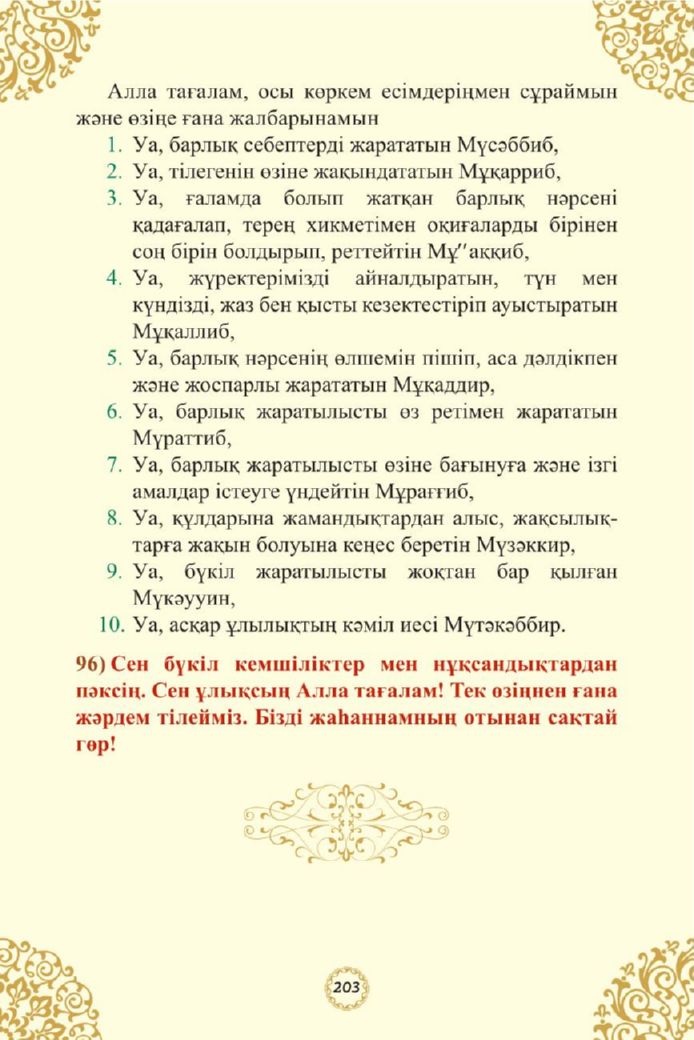 Алла тағалам, осы көркем есімдеріңмен сұраймын
және өзіңе ғана жалбарынамын
1. Уа, барлық себептерді жарататын Мүсәббиб,
2. Уа, тілегенін өзіне жақындататын Мұқарриб,
3. Уа, ғаламда болып жатқан барлық нәрсені
қадағалап, терең хикметімен оқиғаларды бірінен
соң бірін болдырып, реттейтін Мұ″аққиб,
4. Уа, жүректерімізді айналдыратын, түн мен
күндізді, жаз бен қысты кезектестіріп ауыстыратын
Мұқаллиб,
5. Уа, барлық нәрсенің өлшемін пішіп, аса дәлдікпен
және жоспарлы жарататын Мұқаддир,
6. Уа, барлық жаратылысты өз ретімен жарататын
Мүраттиб,
7. Уа, барлық жаратылысты өзіне бағынуға және ізгі
амалдар істеуге үндейтін Мұрағғиб,
8. Уа, құлдарына жамандықтардан алыс, жақсылық-
тарға жақын болуына кеңес беретін Мүзәккир,
9. Уа, бүкіл жаратылысты жоқтан бар қылған
Мүкәууин,
10. Уа, асқар ұлылықтың кәміл иесі Мүтәкәббир.
96) Сен бүкіл кемшіліктер мен нұқсандықтардан
пәксің. Сен ұлықсың Алла тағалам! Тек өзіңнен ғана
жәрдем тілейміз. Бізді жаһаннамның отынан сақтай
гөр!
203